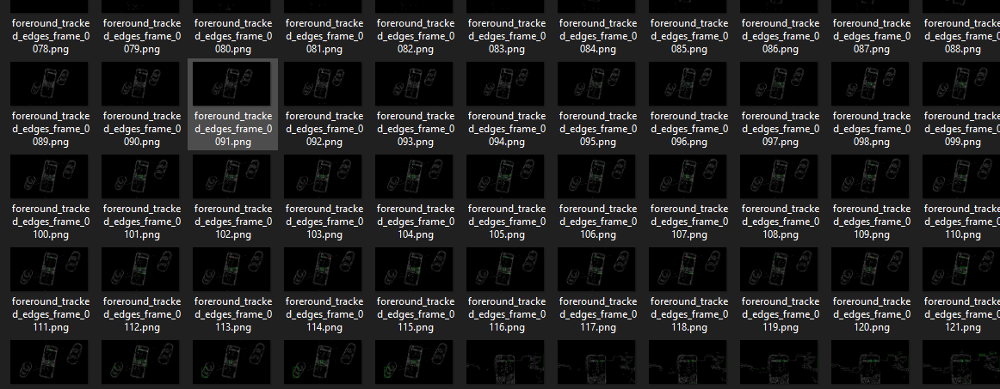 foreround_tracke foreround_tracke foreround_tracke foreround_tracke foreround_tracke foreround_tracke foreround_tracke foreround_tracke foreround_tracke foreround_tracke foreround_tracke
d_edges_frame_0 d_edges_frame_0 d_edges_frame_0 d_edges_frame_0 d_edges_frame_0 d_edges_frame_0 d_edges_frame_0 d_edges_frame_0 d_edges_frame_0 d_edges_frame_0 d_edges_frame_0
078.png 079.png 080.png 081.png 082.png 083.png 084.png 085.png 086.png 087.png 088.png
foreround_tracke foreround_tracke foreround_tracke foreround_tracke foreround_tracke foreround_tracke foreround_tracke foreround_tracke foreround_tracke foreround_tracke foreround_tracke
d_edges_frame_0 d_edges_frame_0 d_edges_frame_0 d_edges_frame_0 d_edges_frame_0 d_edges_frame_0 d_edges_frame_0 d_edges_frame_0 d_edges_frame_0 d_edges_frame_0 d_edges_frame_0
089.png 090.png 091.png 092.png 093.png 094.png 095.png 096.png 097.png 098.png 099.png
foreround_tracke foreround_tracke foreround_tracke foreround_tracke foreround_tracke foreround_tracke foreround_tracke foreround_tracke foreround_tracke foreround_tracke foreround_tracke
d_edges_frame_0 d_edges_frame_0 d_edges_frame_0 d_edges_frame_0 d_edges_frame_0 d_edges_frame_0 d_edges_frame_0 d_edges_frame_0 d_edges_frame_0 d_edges_frame_0 d_edges_frame_0
100.png 101.png 102.png 103.png 104.png 105.png 106.png 107.png 108.png 109.png 110.png
foreround_tracke foreround_tracke foreround_tracke foreround_tracke foreround_tracke foreround_tracke foreround_tracke foreround_tracke foreround_tracke foreround_tracke foreround_tracke
d_edges_frame_0 d_edges_frame_0 d_edges_frame_0 d_edges_frame_0 d_edges_frame_0 d_edges_frame_0 d_edges_frame_0 d_edges_frame_0 d_edges_frame_0 d_edges_frame_0 d_edges_frame_0
111.png 112.png 113.png 114.png 115.png 116.png 117.png 118.png 119.png 120.png 121.png